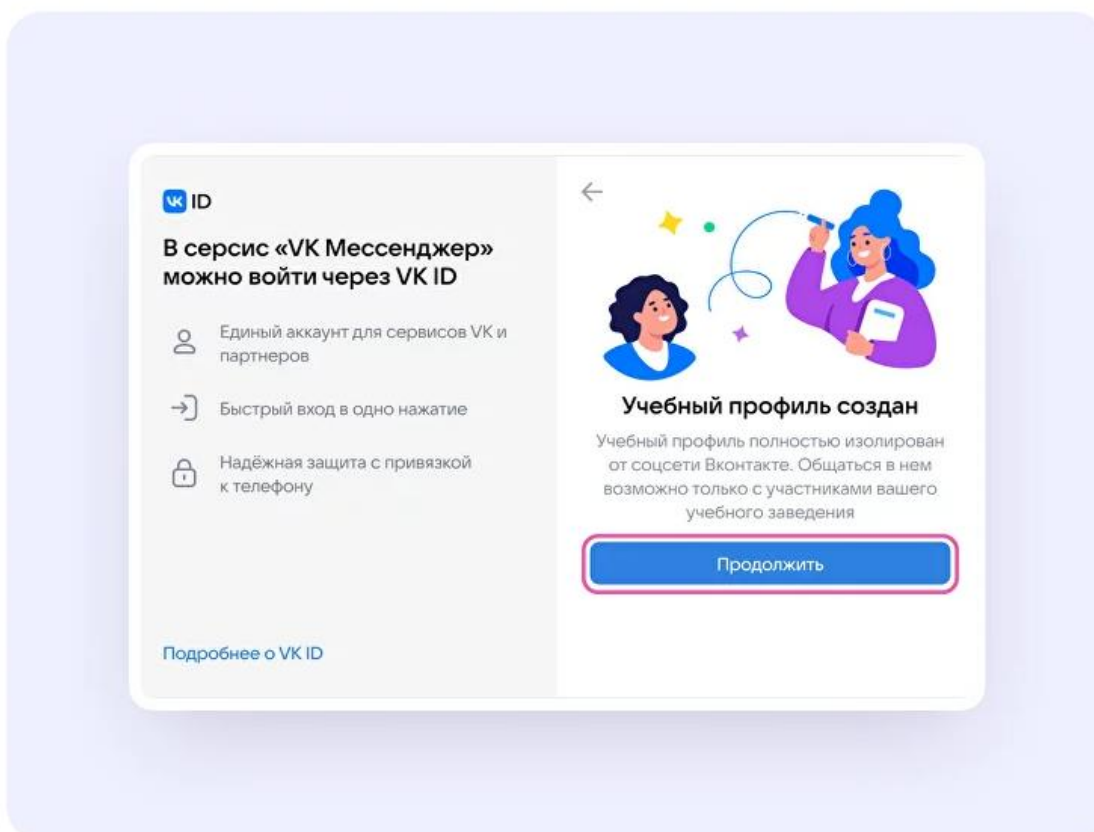 VK ID
В серсис «VK Мессенджер»
можно войти через VK ID
Единый аккаунт для сервисов VK и
партнеров
Быстрый вход в одно нажатие
Надёжная защита с привязкой
к телефону
Подробнее о VK ID
Учебный профиль создан
Учебный профиль полностью изолирован
от соцсети Вконтакте. Общаться в нем
возможно только с участниками вашего
учебного заведения
Продолжить